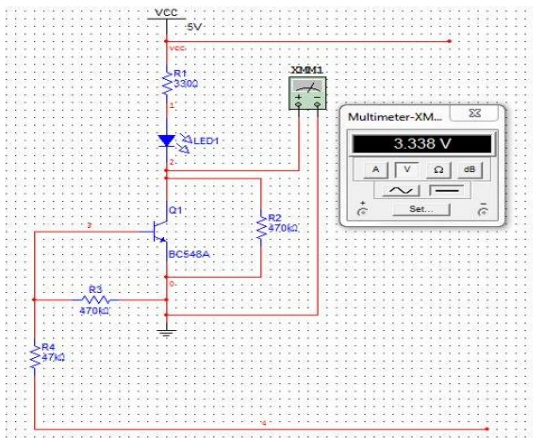 VCC
5V
vcc
R1
330Ω
1
XMM1
LED1
2
Multimeter-XM...
3.338 V
A V Ω dB
Set...
Q1
R2
470kΩ
3
BC548A
0
R3
470kΩ
R4
47kΩ
4